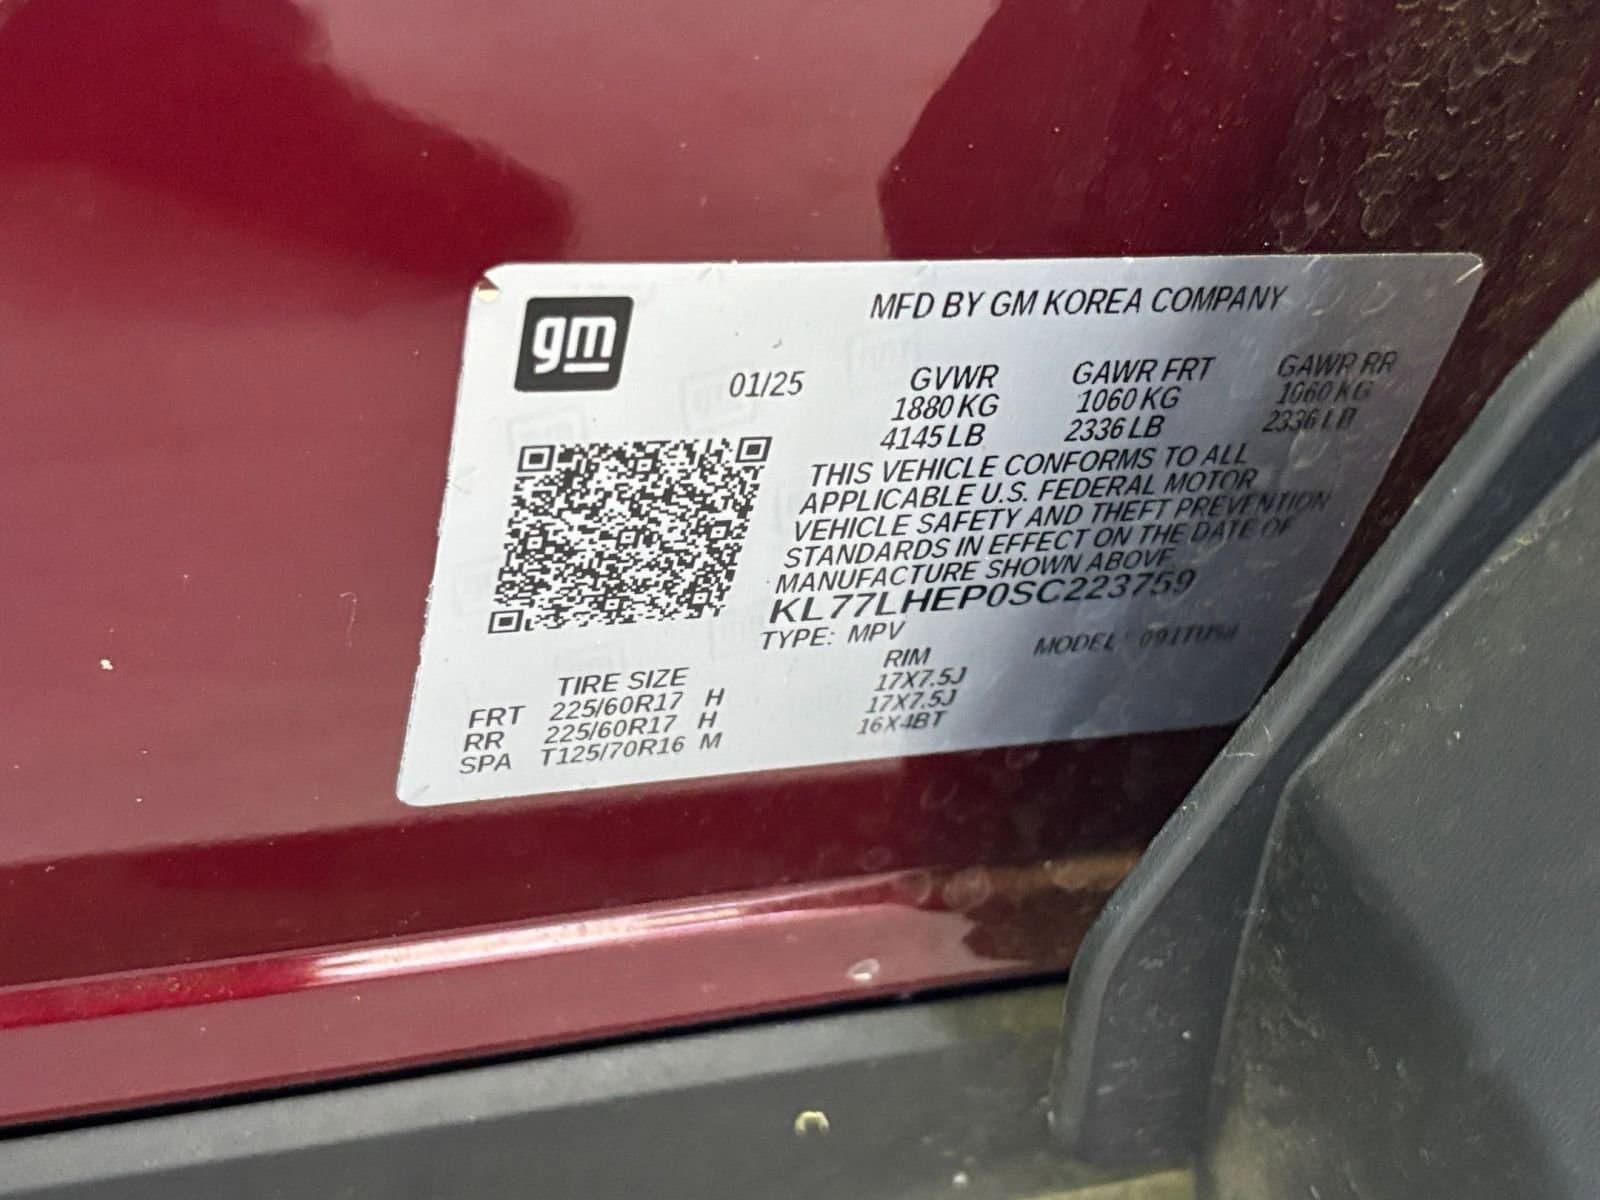 gm
MFD BY GM KOREA COMPANY
01/25
GVWR GAWR FRT GAWR RR
1880 KG 1060 KG 1060 KG
4145 LB 2336 LB 2336 LB
THIS VEHICLE CONFORMS TO ALL
APPLICABLE U.S. FEDERAL MOTOR
VEHICLE SAFETY AND THEFT PREVENTION
STANDARDS IN EFFECT ON THE DATE OF
MANUFACTURE SHOWN ABOVE
KL77LHEP0SC223759
TYPE: MPV MODEL:
TIRE SIZE RIM
FRT 225/60R17 H 17X7.5J
RR 225/60R17 H 17X7.5J
SPA T125/70R16 M 16X4BT